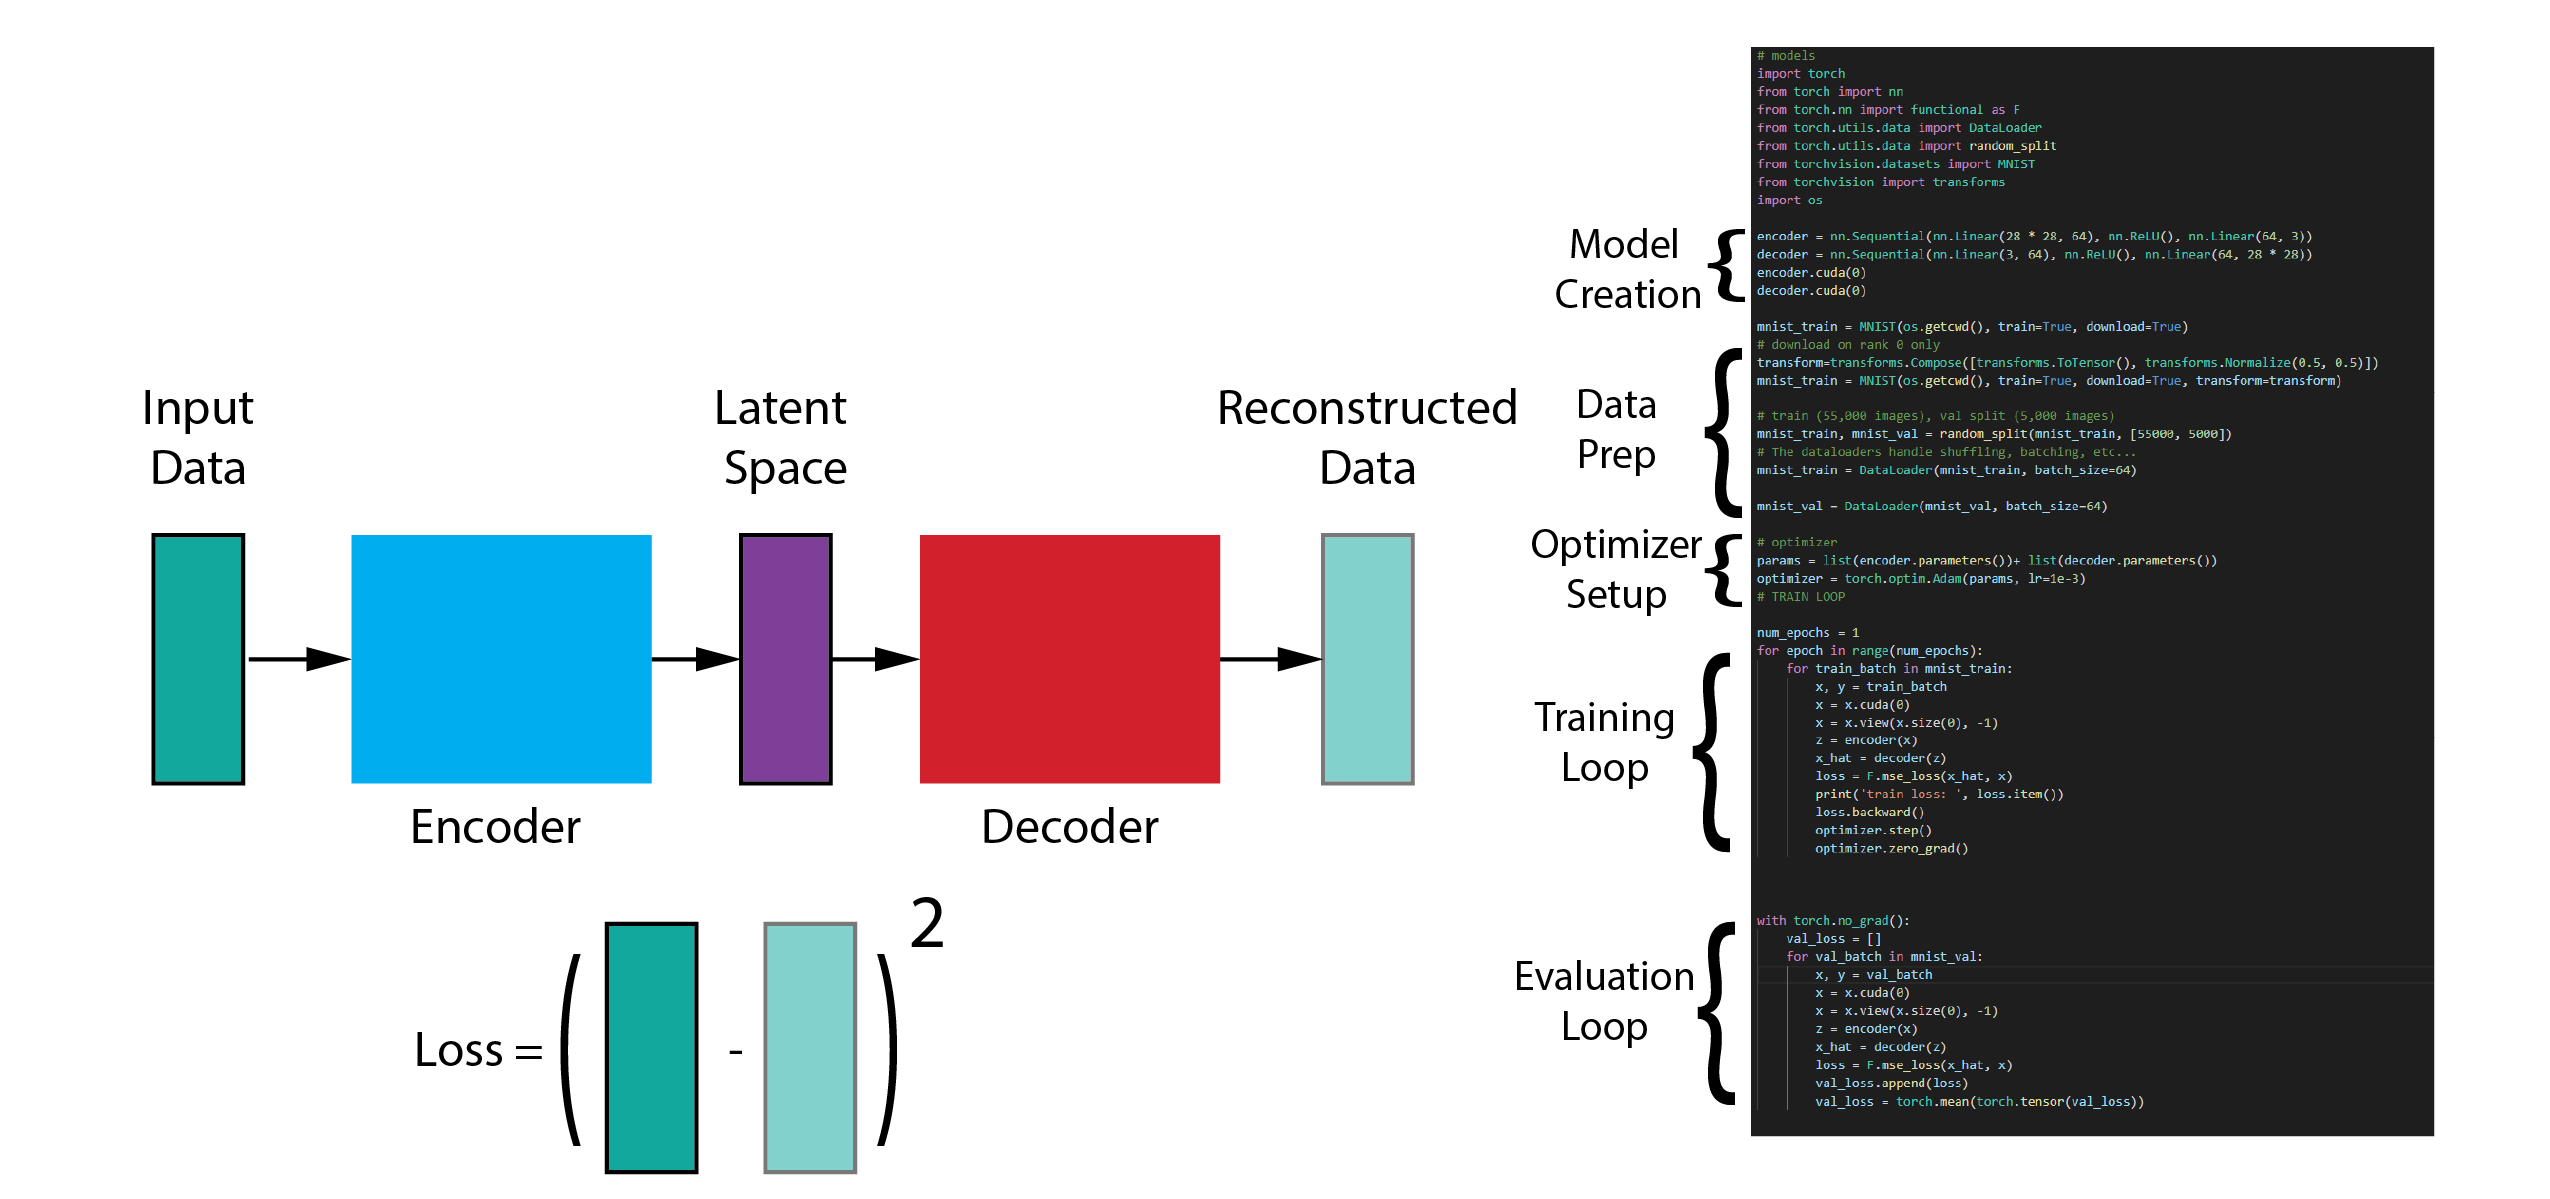 Input
Data
Latent
Space
Reconstructed
Data
Encoder
Decoder
Loss = ( - ) 2
Model
Creation
Data
Prep
Optimizer
Setup
Training
Loop
Evaluation
Loop
# models
import torch
from torch import nn
from torch.nn import functional as F
from torch.utils.data import DataLoader
from torch.utils.data import random_split
from torchvision.datasets import MNIST
from torchvision import transforms
import os
encoder = nn.Sequential(nn.Linear(28 * 28, 64), nn.ReLU(), nn.Linear(64, 3))
decoder = nn.Sequential(nn.Linear(3, 64), nn.ReLU(), nn.Linear(64, 28 * 28))
encoder.cuda(0)
decoder.cuda(0)
mnist_train = MNIST(os.getcwd(), train=True, download=True)
# download on rank 0 only
transform=transforms.Compose([transforms.ToTensor(), transforms.Normalize(0.5, 0.5)])
mnist_train = MNIST(os.getcwd(), train=True, download=True, transform=transform)
# train (55,000 images), val split (5,000 images)
mnist_train, mnist_val = random_split(mnist_train, [55000, 5000])
# The dataloaders handle shuffling, batching, etc...
mnist_train = DataLoader(mnist_train, batch_size=64)
mnist_val = DataLoader(mnist_val, batch_size=64)
# optimizer
params = list(encoder.parameters())+ list(decoder.parameters())
optimizer = torch.optim.Adam(params, lr=1e-3)
# TRAIN LOOP
num_epochs = 1
for epoch in range(num_epochs):
for train_batch in mnist_train:
x, y = train_batch
x = x.cuda(0)
x = x.view(x.size(0), -1)
z = encoder(x)
x_hat = decoder(z)
loss = F.mse_loss(x_hat, x)
print('train loss: ', loss.item())
loss.backward()
optimizer.step()
optimizer.zero_grad()
with torch.no_grad():
val_loss = []
for val_batch in mnist_val:
x, y = val_batch
x = x.cuda(0)
x = x.view(x.size(0), -1)
z = encoder(x)
x_hat = decoder(z)
loss = F.mse_loss(x_hat, x)
val_loss.append(loss)
val_loss = torch.mean(torch.tensor(val_loss))